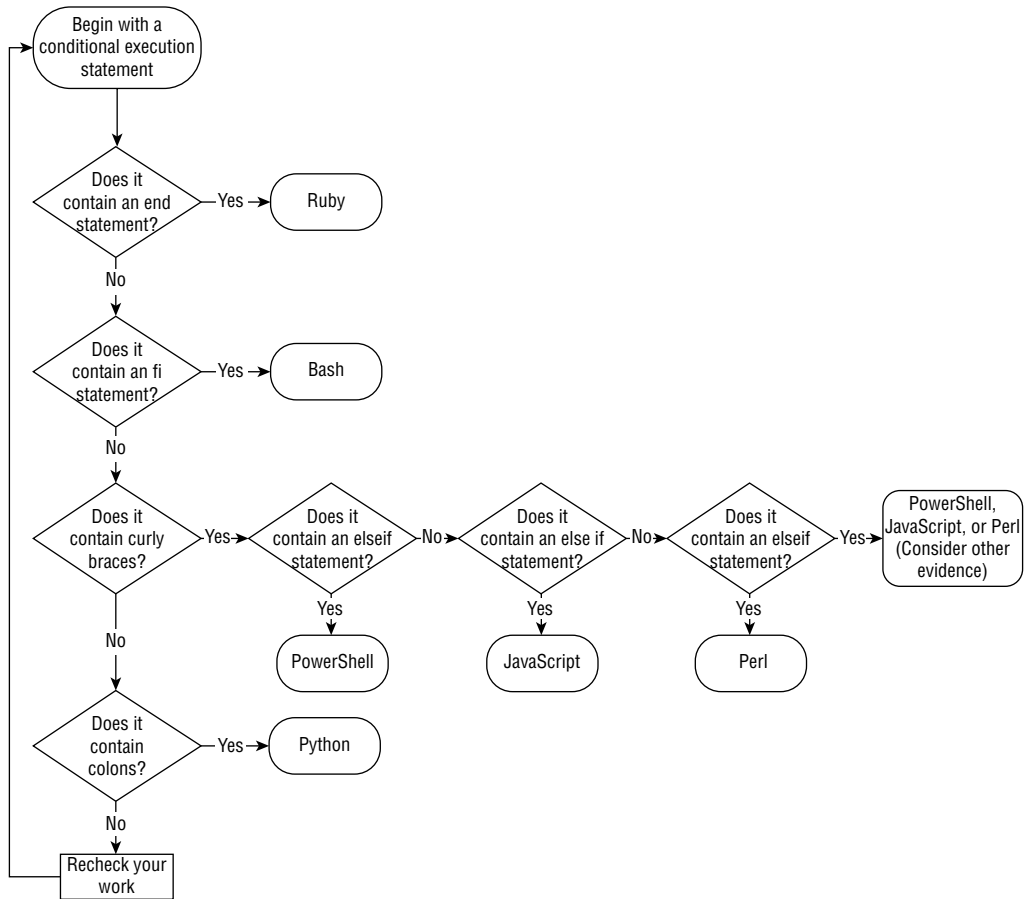 Begin with a
conditional execution
statement
Does it
contain an end
statement?
Yes
Ruby
No
Does it
contain an fi
statement?
Yes
Bash
No
Does it
contain curly
braces?
Yes
Does it
contain an elseif
statement?
No
Does it
contain an else if
statement?
No
Does it
contain an elseif
statement?
Yes
PowerShell,
JavaScript, or Perl
(Consider other
evidence)
Yes
PowerShell
Yes
JavaScript
Yes
Perl
No
Does it
contain
colons?
Yes
Python
No
Recheck your
work